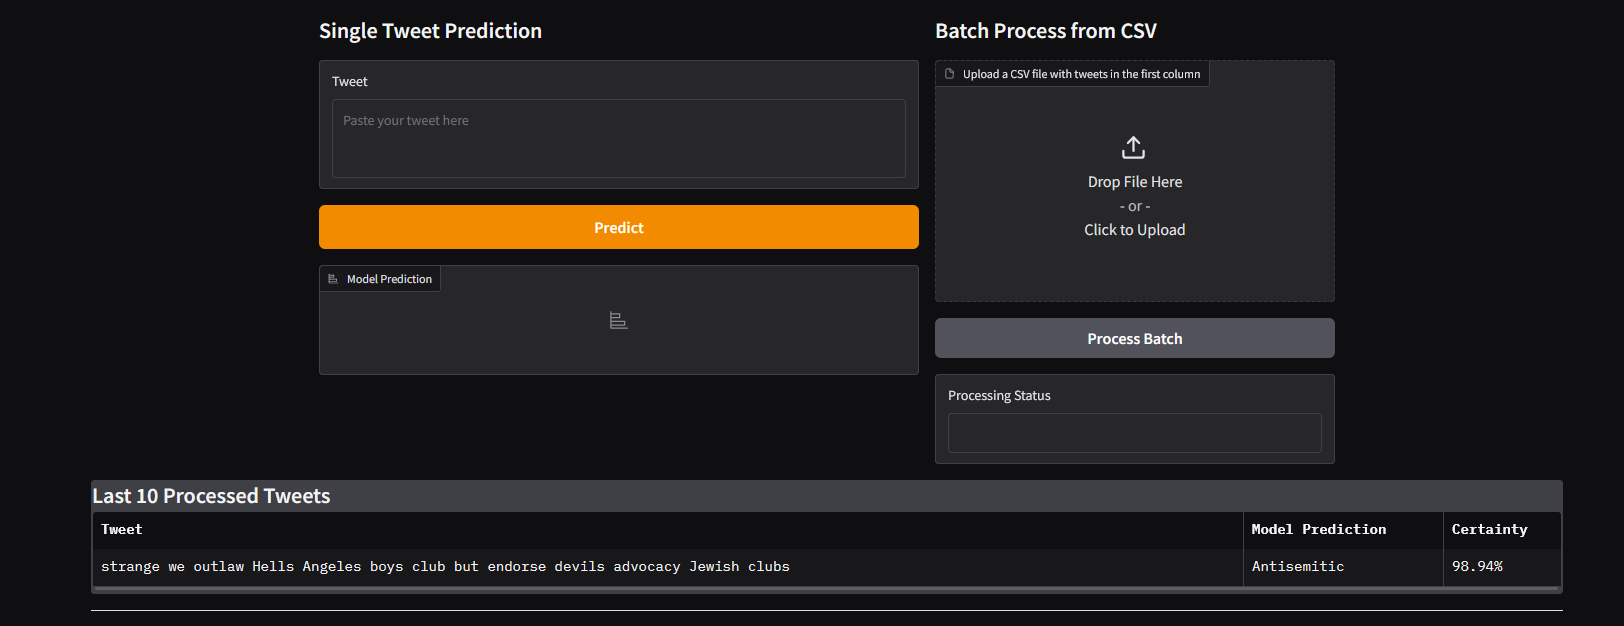 Single Tweet Prediction
Tweet
Paste your tweet here
Predict
Model Prediction
Batch Process from CSV
Upload a CSV file with tweets in the first column
Drop File Here
- or -
Click to Upload
Process Batch
Processing Status
Last 10 Processed Tweets
Tweet Model Prediction Certainty
strange we outlaw Hells Angeles boys club but endorse devils advocacy Jewish clubs Antisemitic 98.94%